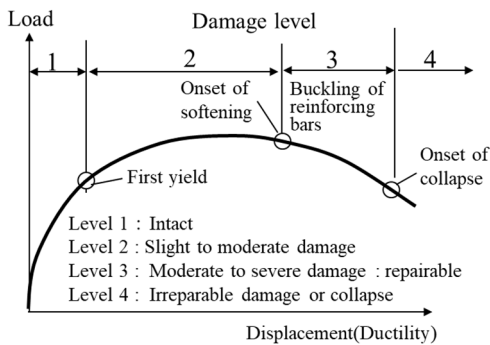 Load
Damage level
1
2
3
4
Onset of
softening
Buckling of
reinforcing
bars
Onset of
collapse
First yield
Level 1 : Intact
Level 2 : Slight to moderate damage
Level 3 : Moderate to severe damage : repairable
Level 4 : Irreparable damage or collapse
Displacement(Ductility)